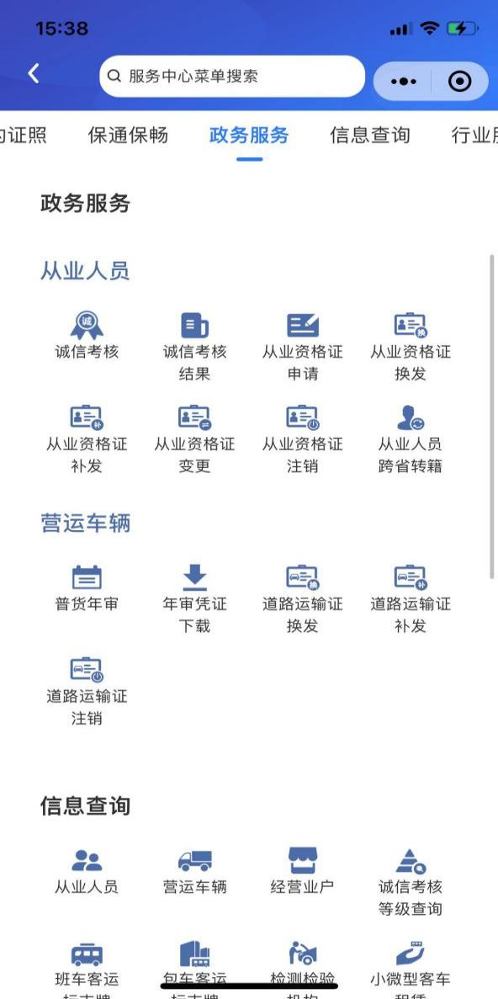 15:38
服务中心菜单搜索
证照 保通保畅 政务服务 信息查询 行业
政务服务
从业人员
诚
换
诚信考核 诚信考核 从业资格证 从业资格证
结果 申请 换发
补
从业资格证 从业资格证 从业资格证 从业人员
补发 变更 注销 跨省转籍
营运车辆
换 补
普货年审 年审凭证 道路运输证 道路运输证
下载 换发 补发
道路运输证
注销
信息查询
从业人员 营运车辆 经营业户 诚信考核
等级查询
班车客运 包车客运 检测检验 小微型客车